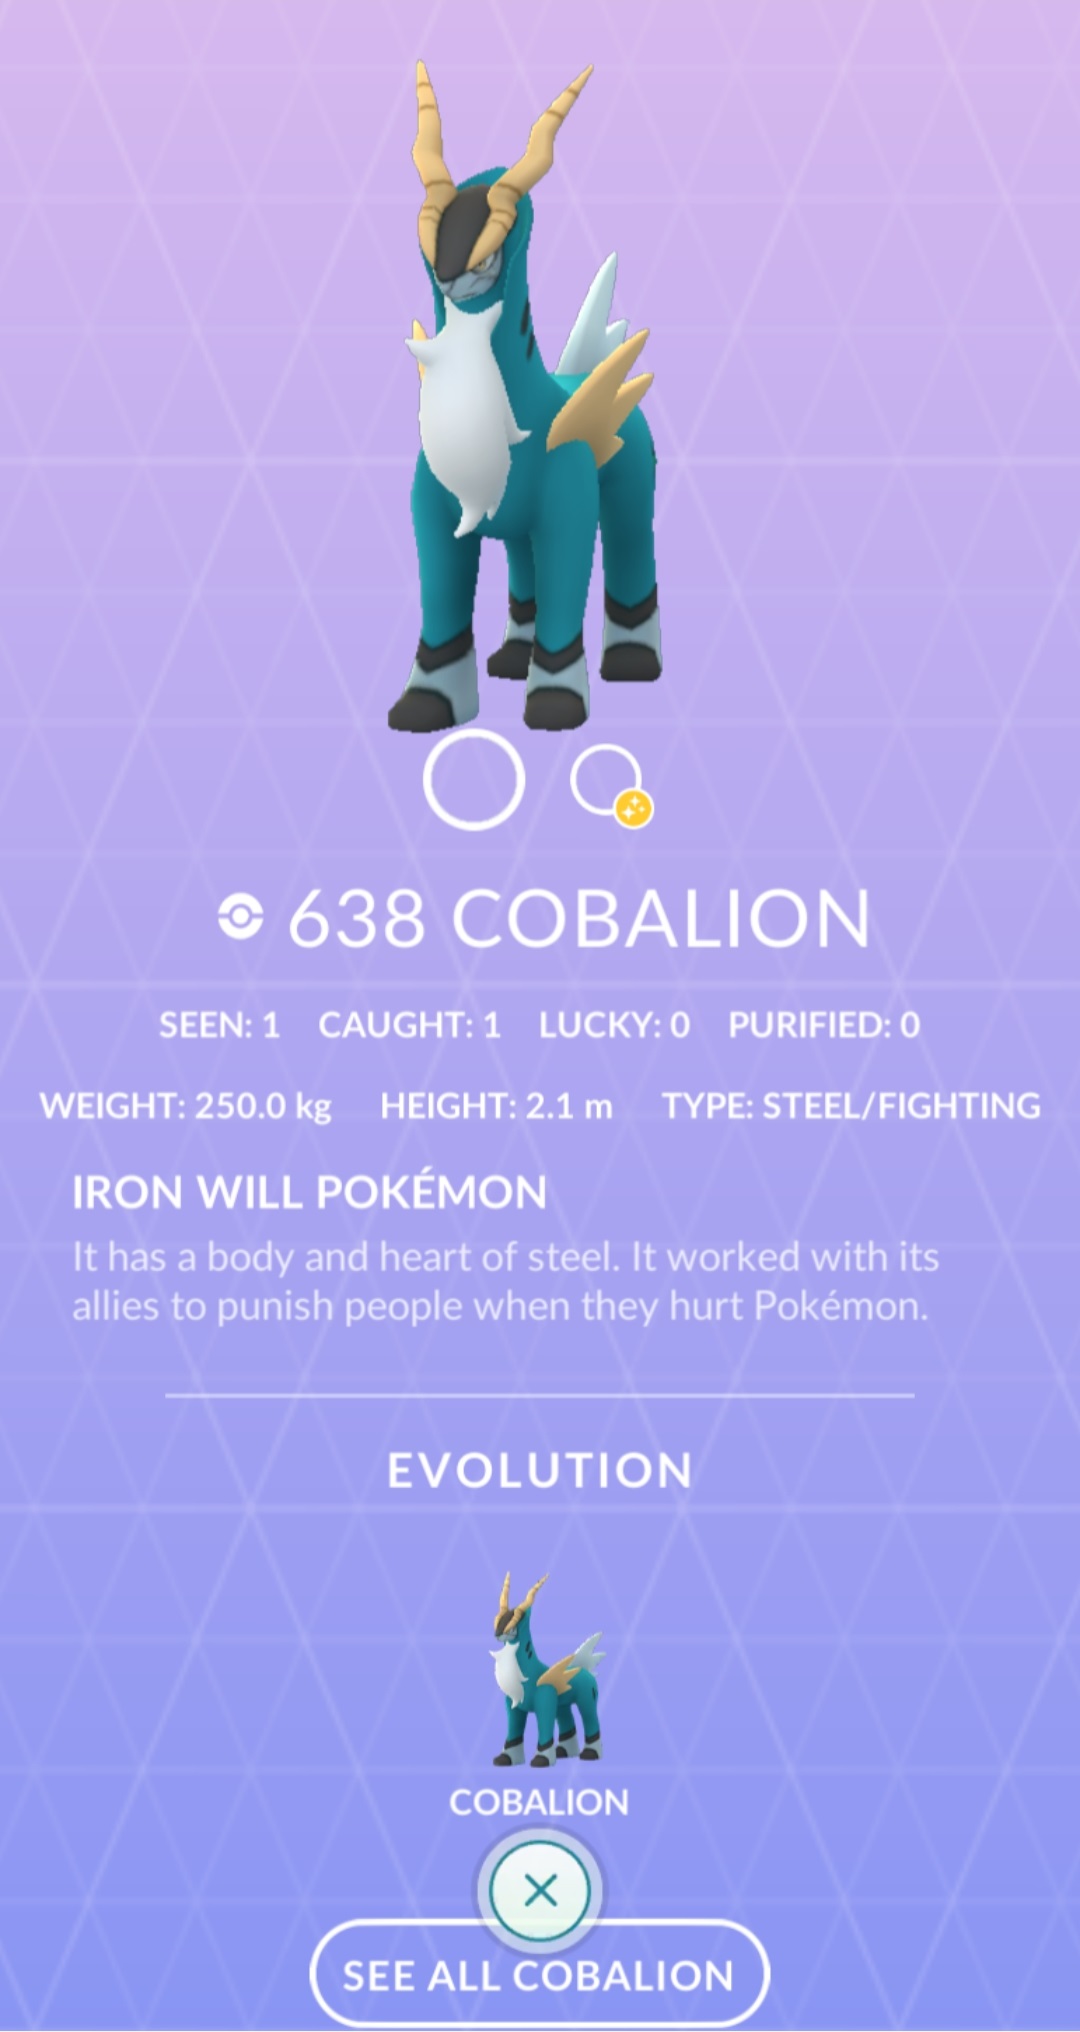 638 COBALION
SEEN: 1 CAUGHT: 1 LUCKY: 0 PURIFIED: 0
WEIGHT: 250.0 kg HEIGHT: 2.1 m TYPE: STEEL/FIGHTING
IRON WILL POKÉMON
It has a body and heart of steel. It worked with its
allies to punish people when they hurt Pokémon.
EVOLUTION
COBALION
SEE ALL COBALION